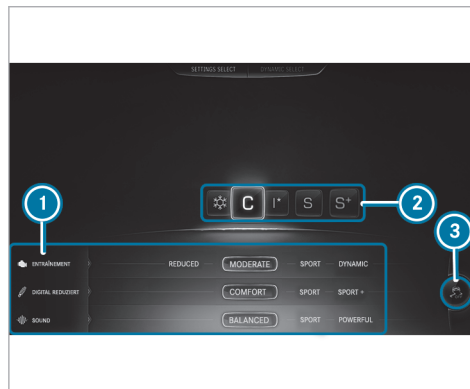 SETTINGS SELECT DYNAMIC SELECT
C I* S S+
2
1
3
ENTRAÎNEMENT REDUCED MODERATE SPORT DYNAMIC
DIGITAL REDUZIERT COMFORT SPORT SPORT +
SOUND BALANCED SPORT POWERFUL